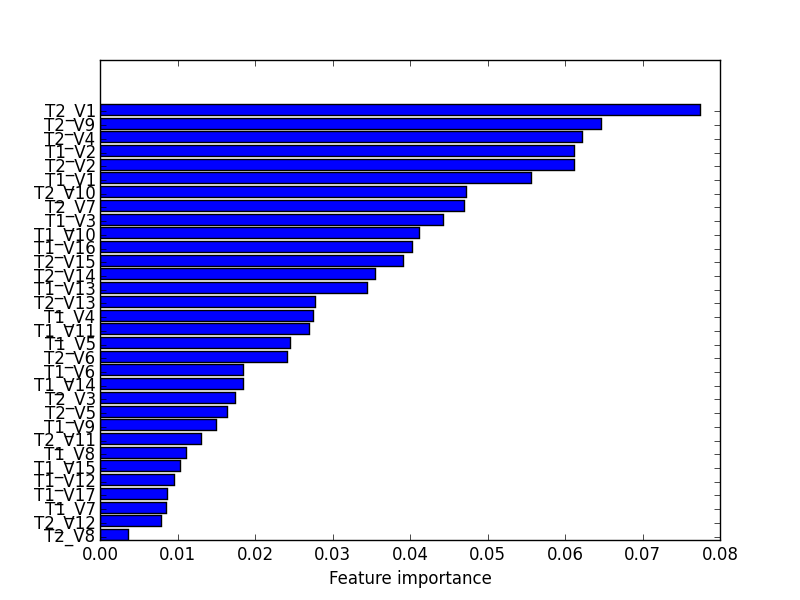 T2_V1
T2_V9
T2_V4
T1_V2
T2_V2
T1_V1
T2_V10
T2_V7
T1_V3
T1_V10
T1_V16
T2_V15
T2_V14
T1_V13
T2_V13
T1_V4
T1_V11
T1_V5
T2_V6
T1_V6
T1_V14
T2_V3
T2_V5
T1_V9
T2_V11
T1_V8
T1_V15
T1_V12
T1_V17
T1_V7
T2_V12
T2_V8
0.00 0.01 0.02 0.03 0.04 0.05 0.06 0.07 0.08
Feature importance